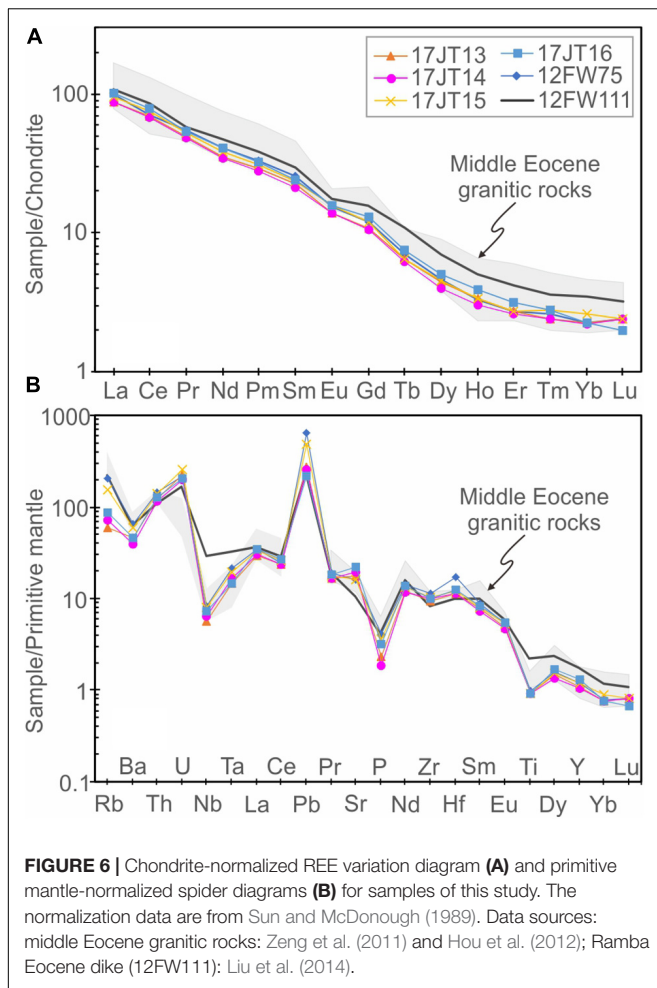 A
17JT13
17JT14
17JT15
17JT16
12FW75
12FW111
100
10
1
Sample/Chondrite
Middle Eocene
granitic rocks
La Ce Pr Nd Pm Sm Eu Gd Tb Dy Ho Er Tm Yb Lu
B
1000
100
10
1
0.1
Sample/Primitive mantle
Middle Eocene
granitic rocks
Ba U Ta Ce Pr P Zr Sm Ti Y Lu
Rb Th Nb La Pb Sr Nd Hf Eu Dy Yb
FIGURE 6 | Chondrite-normalized REE variation diagram (A) and primitive
mantle-normalized spider diagrams (B) for samples of this study. The
normalization data are from Sun and McDonough (1989). Data sources:
middle Eocene granitic rocks: Zeng et al. (2011) and Hou et al. (2012); Ramba
Eocene dike (12FW111): Liu et al. (2014).